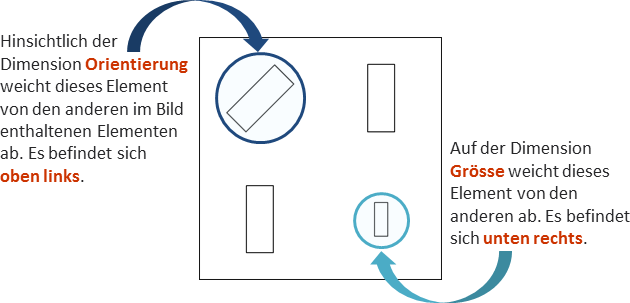 Hinsichtlich der
Dimension Orientierung
weicht dieses Element
von den anderen im Bild
enthaltenen Elementen
ab. Es befindet sich
oben links.
Auf der Dimension
Grösse weicht dieses
Element von den
anderen ab. Es befindet
sich unten rechts.